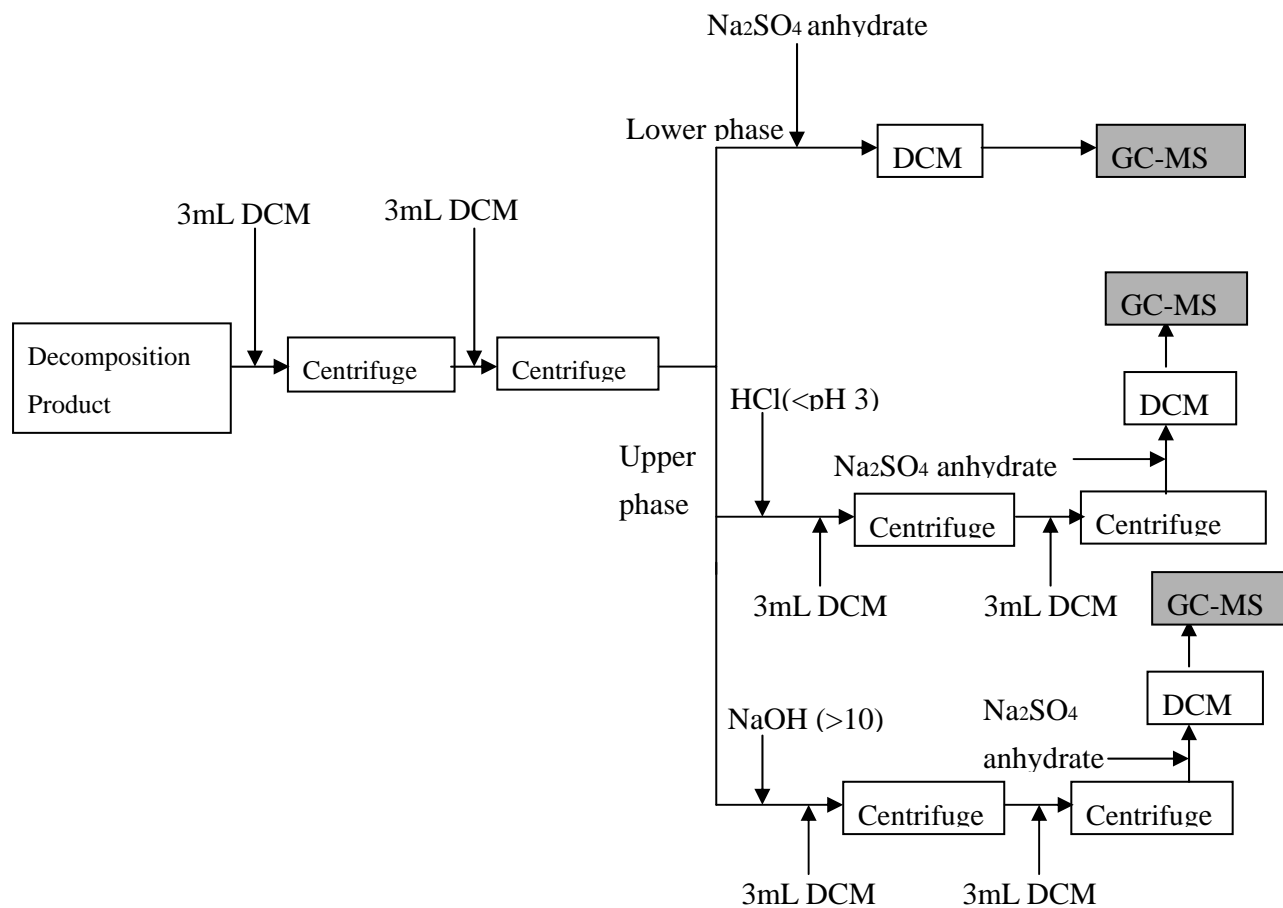 Na2SO4 anhydrate
Lower phase
DCM
GC-MS
3mL DCM
3mL DCM
Decomposition
Product
Centrifuge
Centrifuge
GC-MS
DCM
HCl(<pH 3)
Upper
phase
Na2SO4 anhydrate
Centrifuge
Centrifuge
3mL DCM
3mL DCM
GC-MS
DCM
NaOH (>10)
Na2SO4
anhydrate
Centrifuge
Centrifuge
3mL DCM
3mL DCM